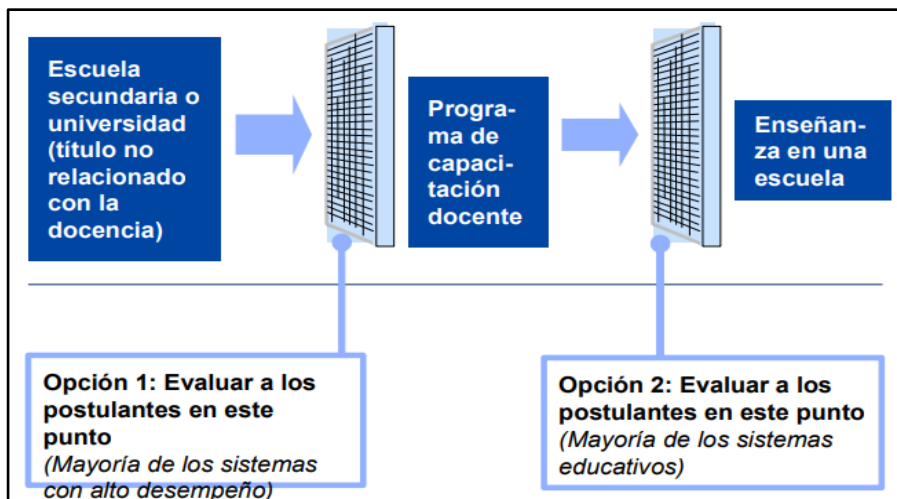 Escuela
secundaria o
universidad
(título no
relacionado
con la
docencia)
Progra-
ma de
capaci-
tación
docente
Enseñan-
za en una
escuela
Opción 1: Evaluar a los
postulantes en este
punto
(Mayoría de los sistemas
con alto desempeño)
Opción 2: Evaluar a los
postulantes en este punto
(Mayoría de los sistemas
educativos)